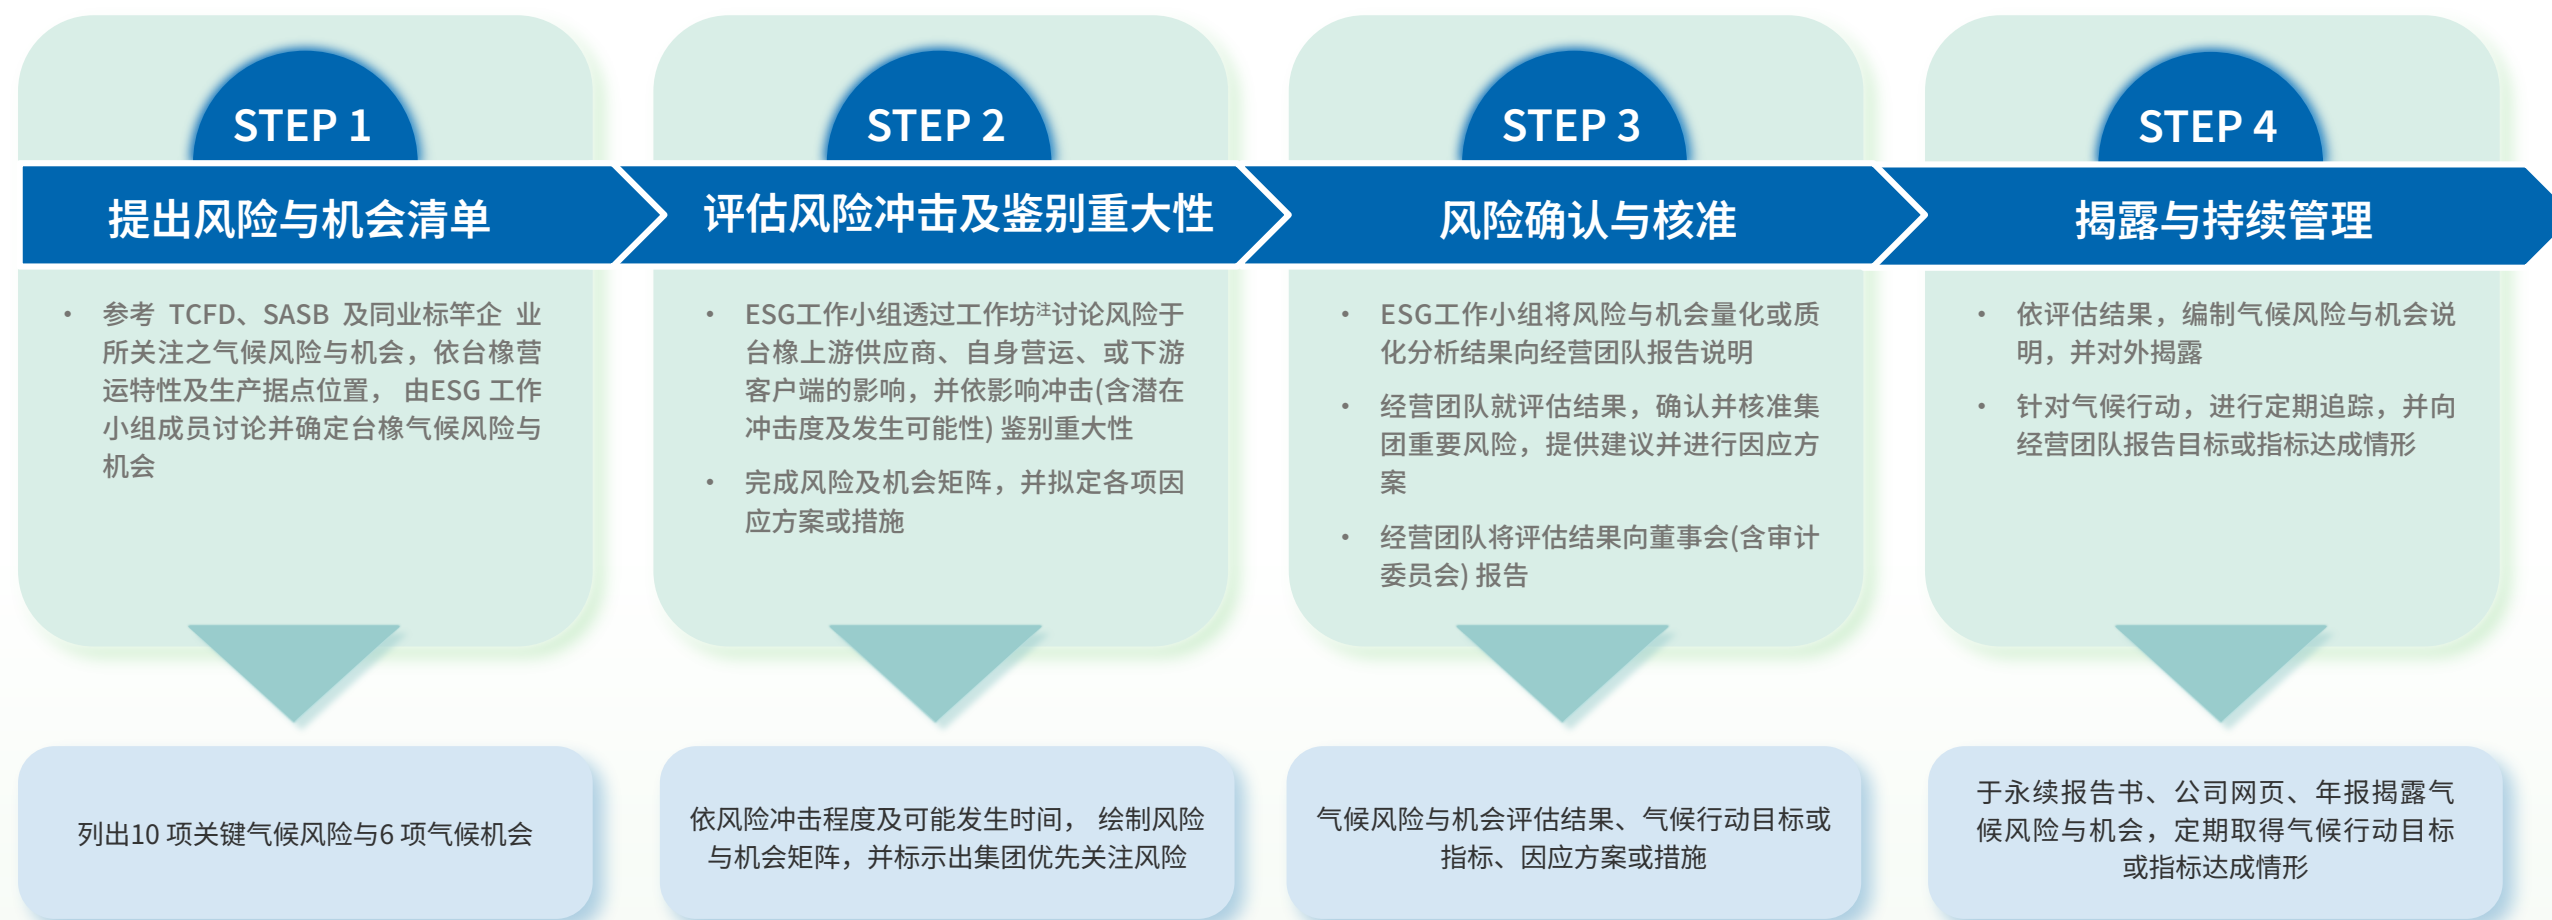 STEP 1
提出风险与机会清单
• 参考 TCFD、SASB 及同业标竿企 业
所关注之气候风险与机会，依台橡营
运特性及生产据点位置， 由ESG 工作
小组成员讨论并确定台橡气候风险与
机会
列出10 项关键气候风险与6 项气候机会
STEP 2
评估风险冲击及鉴别重大性
• ESG工作小组透过工作坊注讨论风险于
台橡上游供应商、自身营运、或下游
客户端的影响，并依影响冲击(含潜在
冲击度及发生可能性) 鉴别重大性
• 完成风险及机会矩阵，并拟定各项因
应方案或措施
依风险冲击程度及可能发生时间， 绘制风险
与机会矩阵，并标示出集团优先关注风险
STEP 3
风险确认与核准
• ESG工作小组将风险与机会量化或质
化分析结果向经营团队报告说明
• 经营团队就评估结果，确认并核准集
团重要风险，提供建议并进行因应方
案
• 经营团队将评估结果向董事会(含审计
委员会) 报告
气候风险与机会评估结果、气候行动目标或
指标、因应方案或措施
STEP 4
揭露与持续管理
• 依评估结果，编制气候风险与机会说
明，并对外揭露
• 针对气候行动，进行定期追踪，并向
经营团队报告目标或指标达成情形
于永续报告书、公司网页、年报揭露气
候风险与机会，定期取得气候行动目标
或指标达成情形